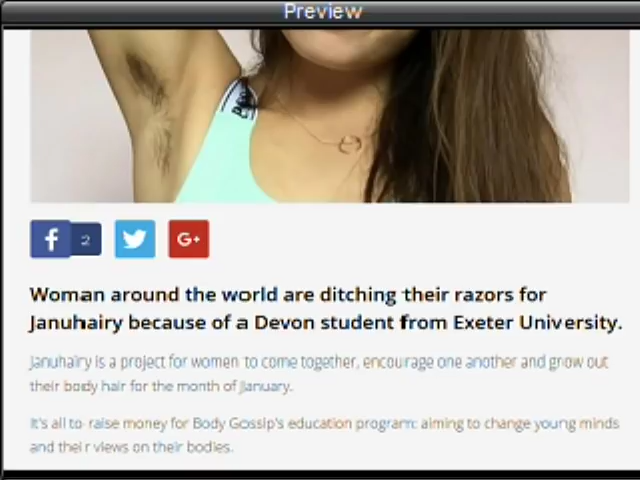 Preview
f 2
G+
Woman around the world are ditching their razors for
Januhairy because of a Devon student from Exeter University.
Januhairy is a project for women to come together, encourage one another and grow out
their body hair for the month of January.
It's all to raise money for Body Gossip's education program: aiming to change young minds
and their views on their bodies.